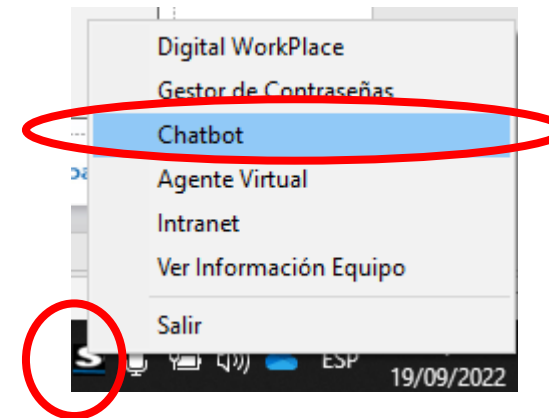 Digital WorkPlace
Gestor de Contraseñas
Chatbot
Agente Virtual
Intranet
Ver Información Equipo
Salir
S ESP
19/09/2022